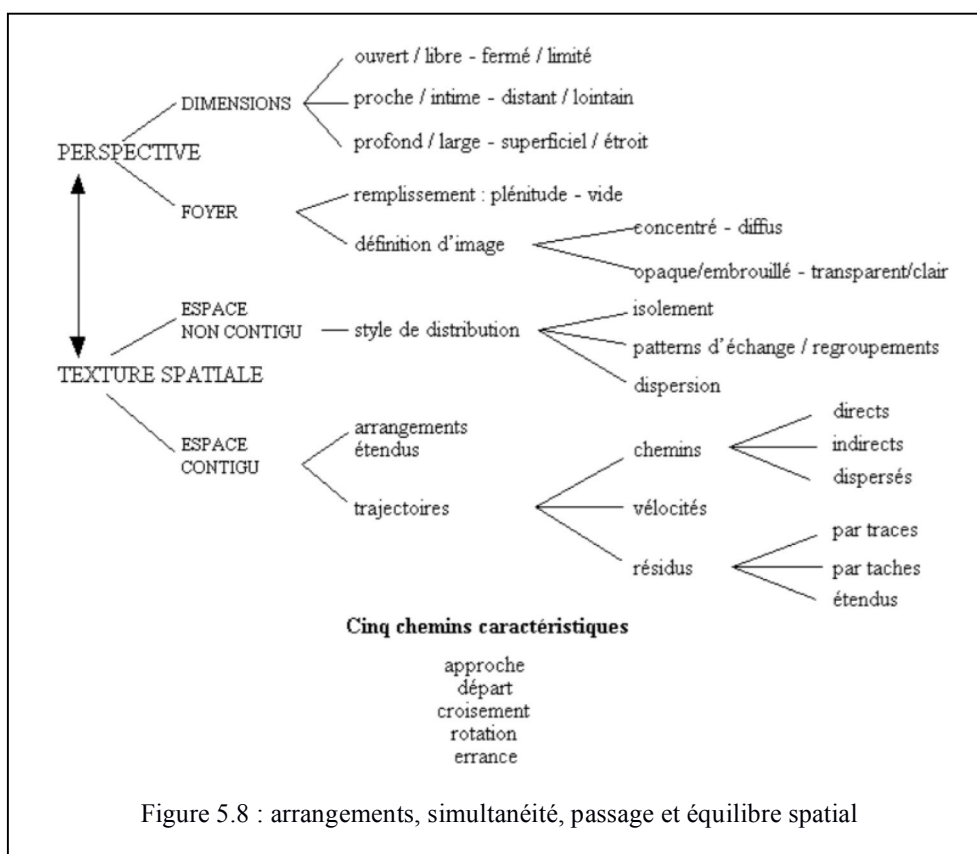 ouvert / libre - fermé / limité
DIMENSIONS
proche / intime - distant / lointain
profond / large - superficiel / étroit
PERSPECTIVE
remplissement : plénitude - vide
FOYER
concentré - diffus
définition d'image
opaque/embrouillé - transparent/clair
ESPACE
NON CONTIGU
style de distribution
isolement
patterns d'échange / regroupements
dispersion
TEXTURE SPATIALE
ESPACE
CONTIGU
arrangements
étendus
trajectoires
chemins
directs
indirects
dispersés
vélocités
résidus
par traces
par taches
étendus
Cinq chemins caractéristiques
approche
départ
croisement
rotation
errance
Figure 5.8 : arrangements, simultanéité, passage et équilibre spatial